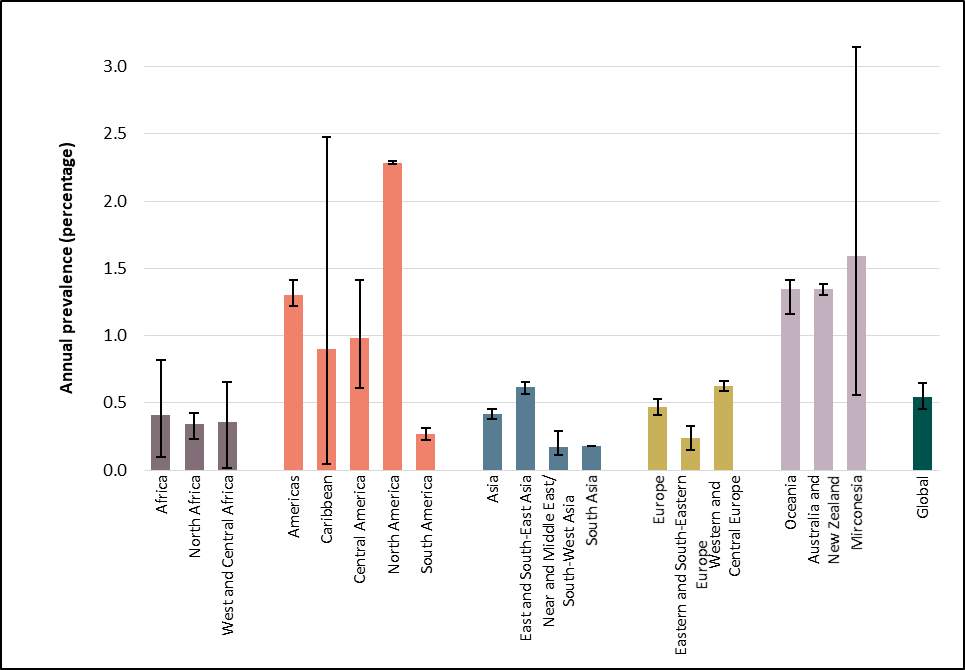 Annual prevalence (percentage)
3.0
2.5
2.0
1.5
1.0
0.5
0.0
Africa
North Africa
West and Central Africa
Americas
Caribbean
Central America
North America
South America
Asia
East and South-East Asia
Near and Middle East/
South-West Asia
South Asia
Europe
Eastern and South-Eastern
Europe
Western and
Central Europe
Oceania
Australia and
New Zealand
Mirconesia
Global